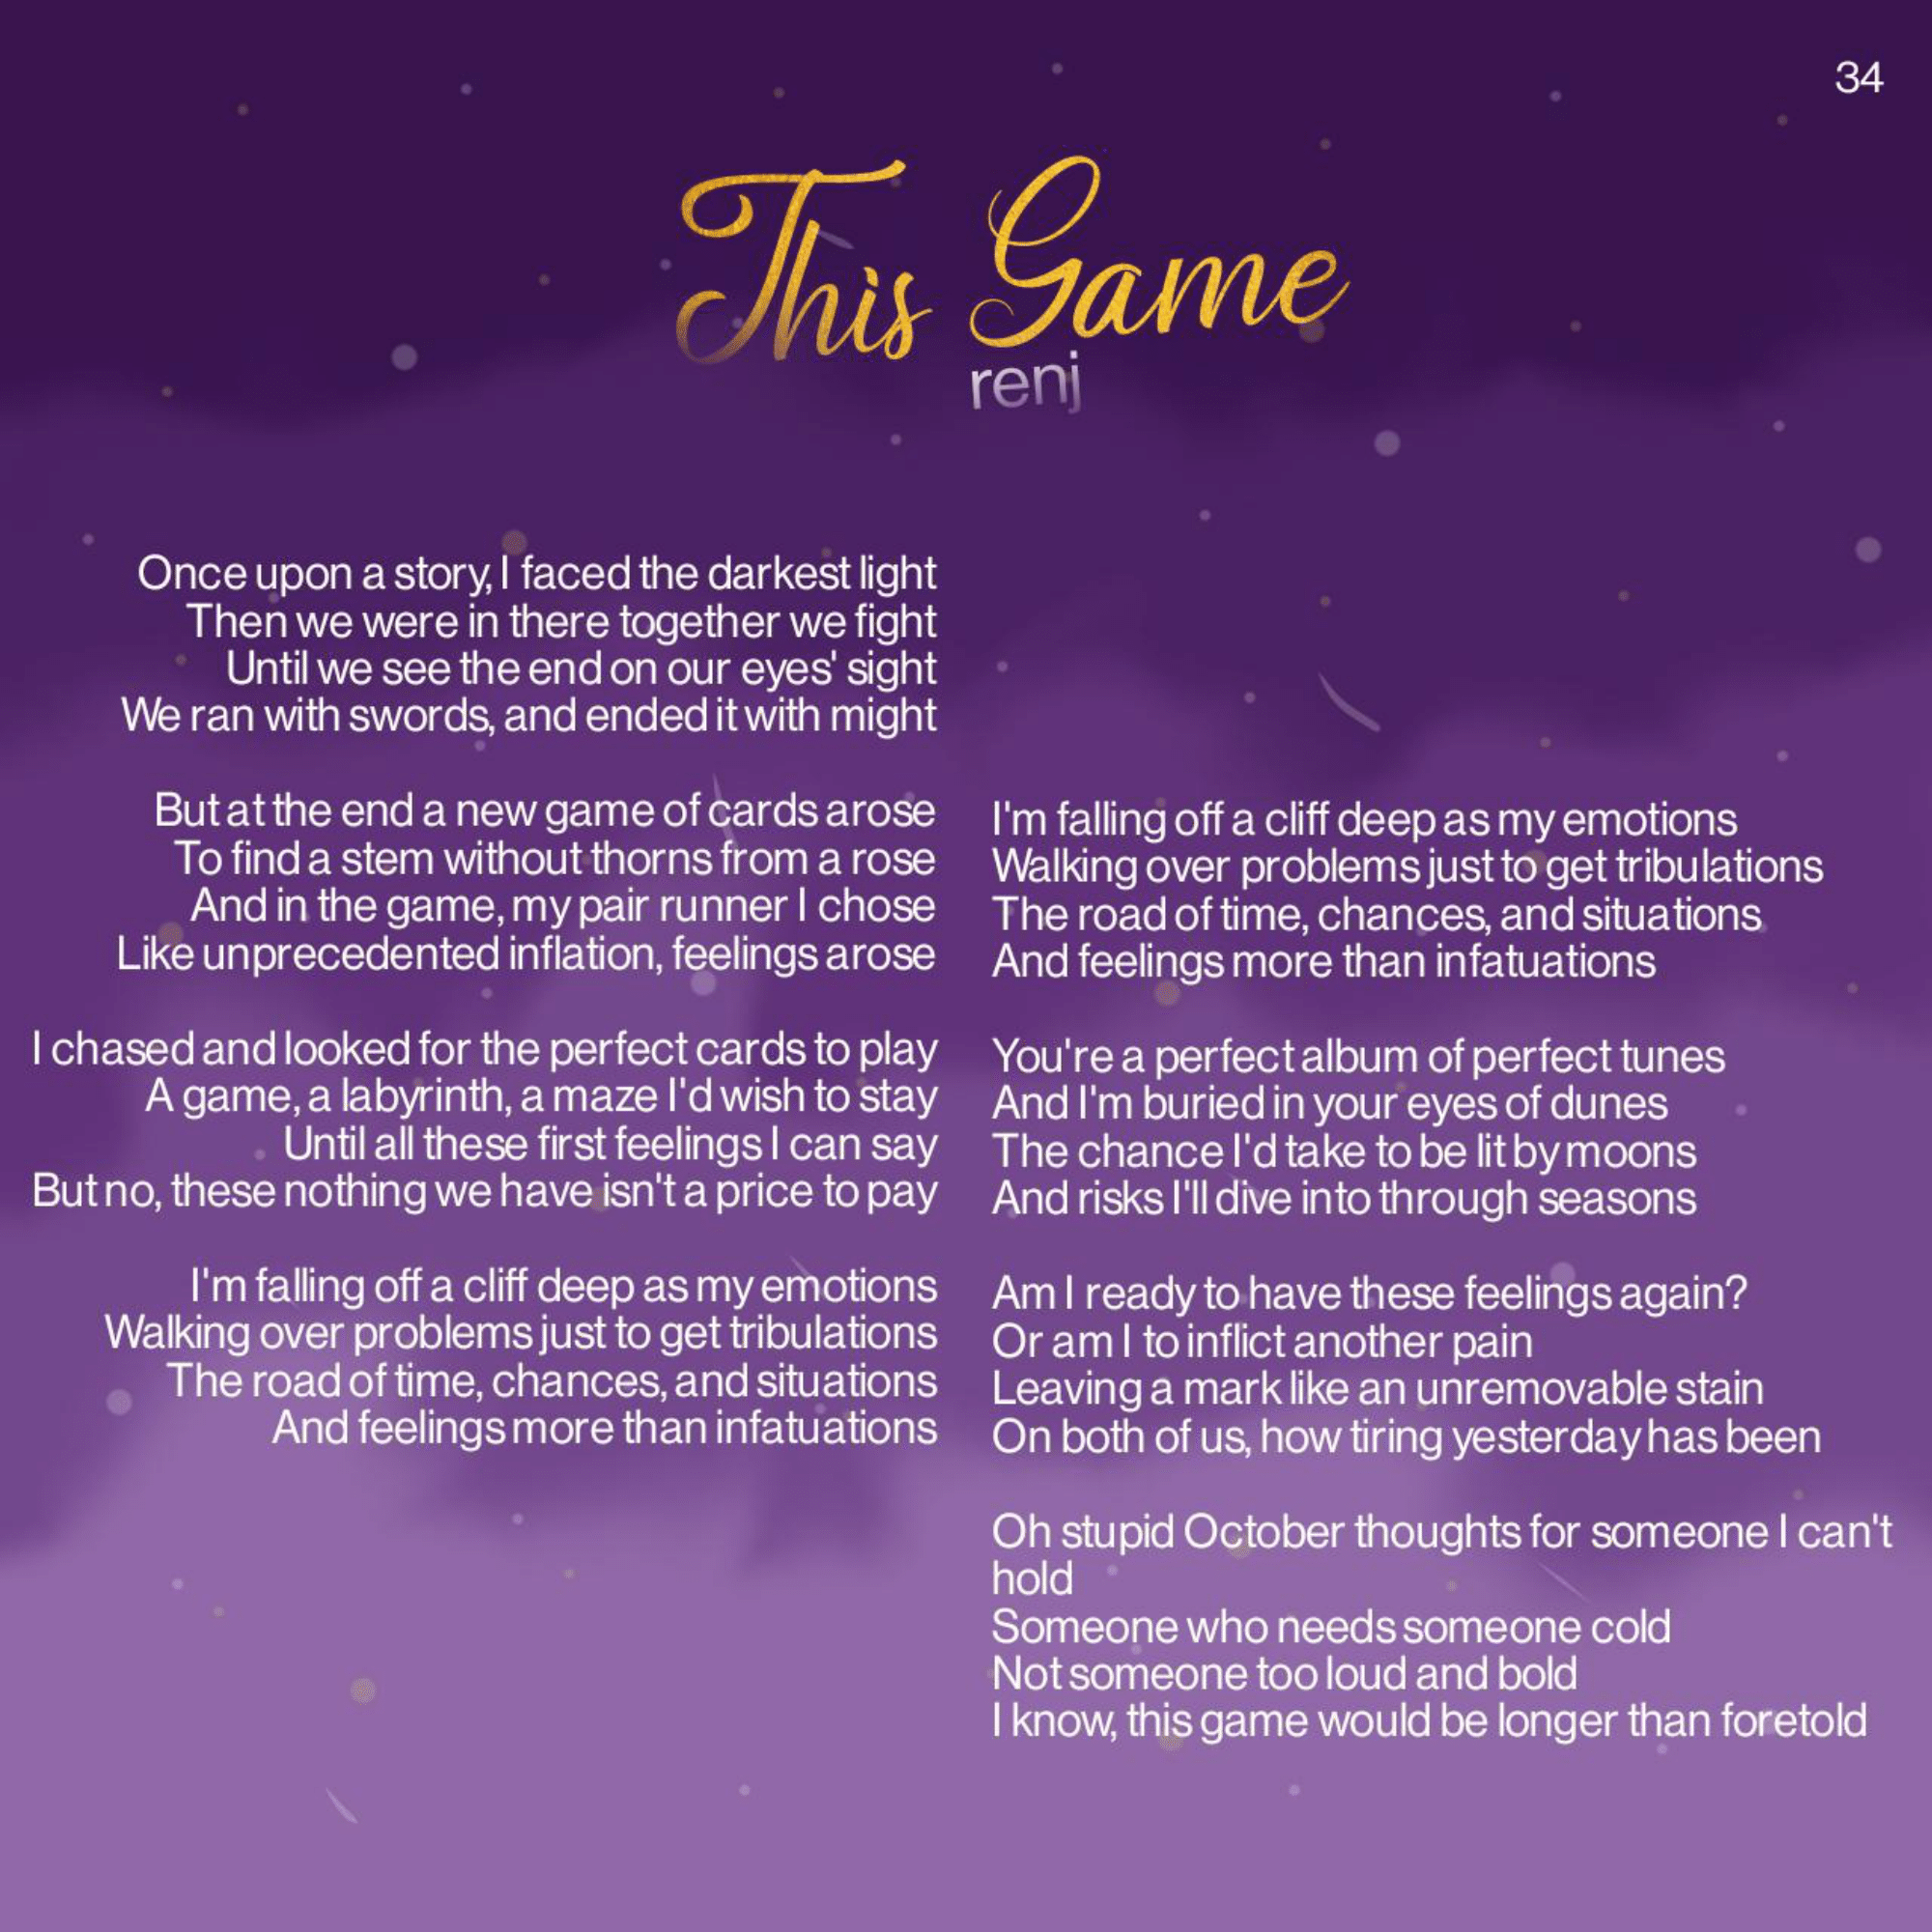 34
This Game
renj
Once upon a story, I faced the darkest light
Then we were in there together we fight
Until we see the end on our eyes' sight
We ran with swords, and ended it with might
But at the end a new game of cards arose
To find a stem without thorns from a rose
And in the game, my pair runner I chose
Like unprecedented inflation, feelings arose
I chased and looked for the perfect cards to play
A game, a labyrinth, a maze I'd wish to stay
Until all these first feelings I can say
But no, these nothing we have isn't a price to pay
I'm falling off a cliff deep as my emotions
Walking over problems just to get tribulations
The road of time, chances, and situations
And feelings more than infatuations
I'm falling off a cliff deep as my emotions
Walking over problems just to get tribulations
The road of time, chances, and situations
And feelings more than infatuations
You're a perfect album of perfect tunes
And I'm buried in your eyes of dunes
The chance I'd take to be lit by moons
And risks I'll dive into through seasons
Am I ready to have these feelings again?
Or am I to inflict another pain
Leaving a mark like an unremovable stain
On both of us, how tiring yesterday has been
Oh stupid October thoughts for someone I can't
hold
Someone who needs someone cold
Not someone too loud and bold
I know, this game would be longer than foretold